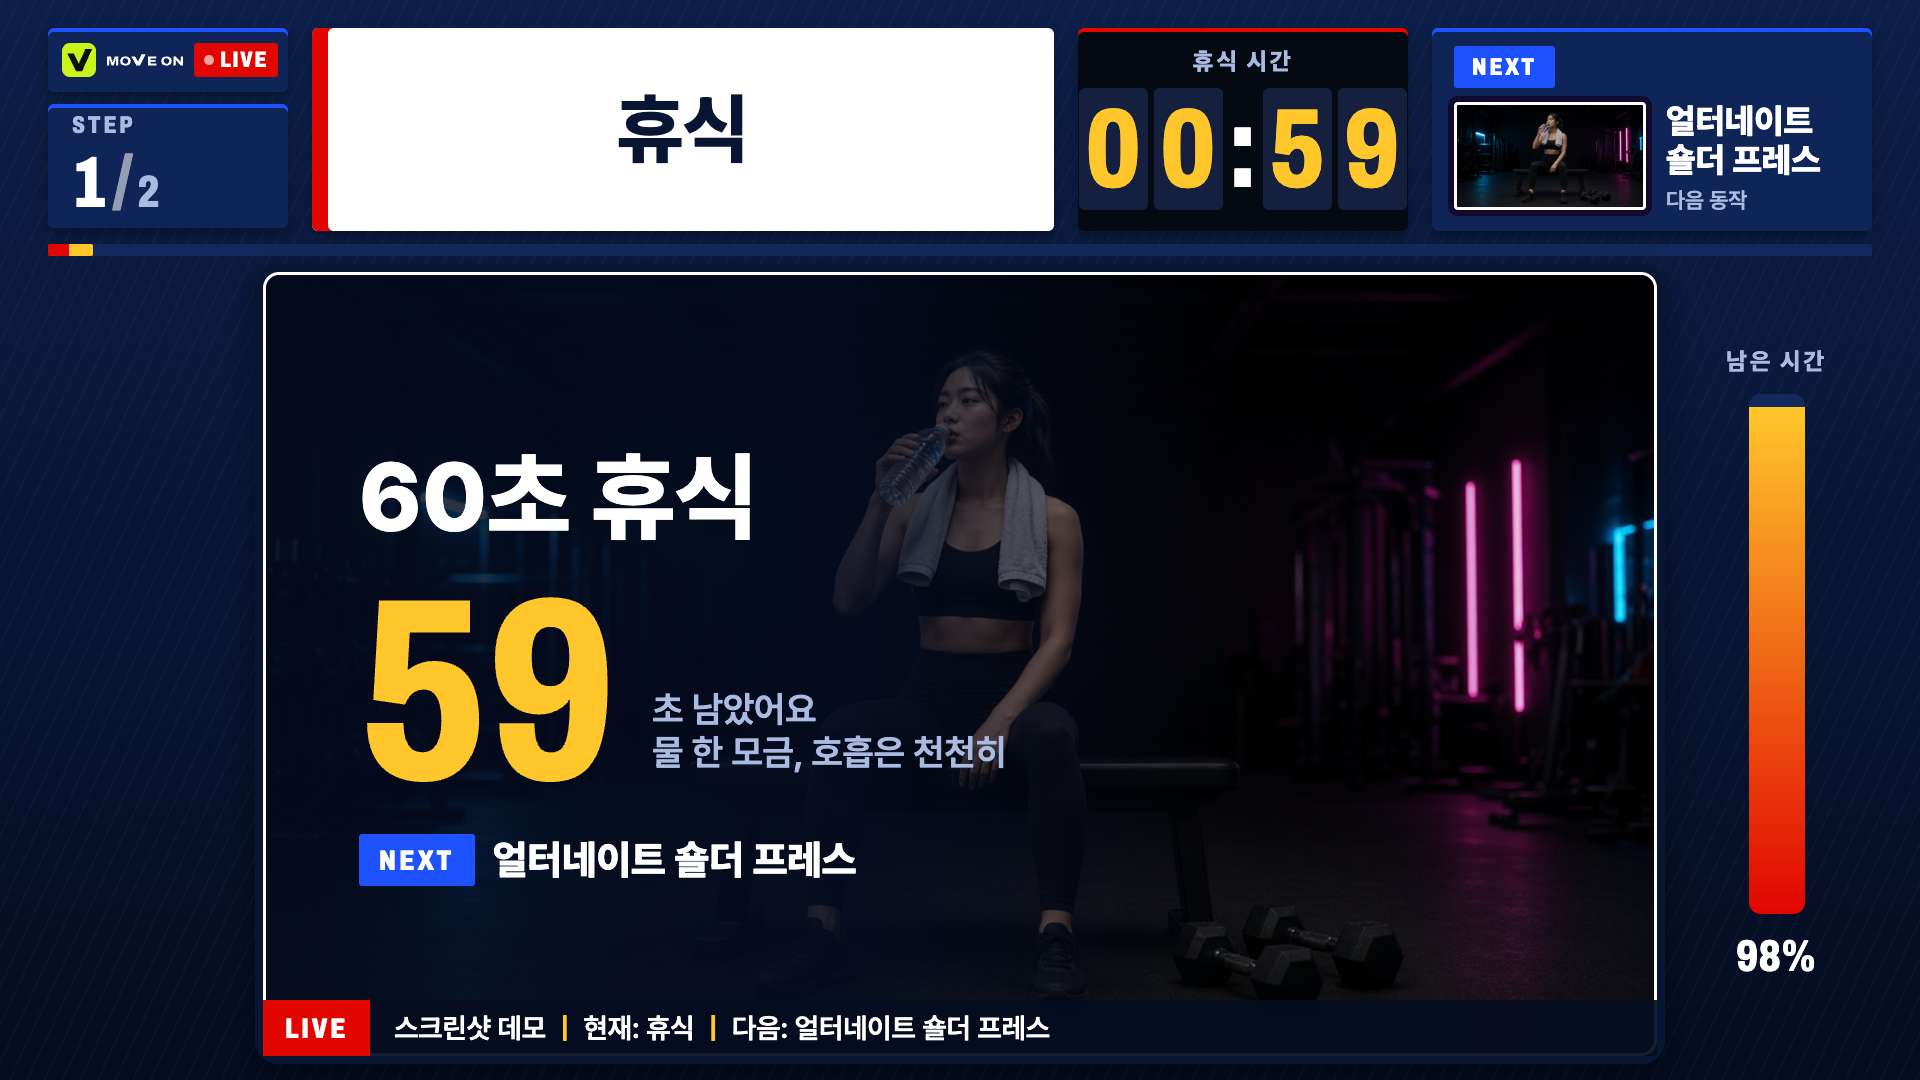 MOVE ON
LIVE
STEP
1/2
휴식
휴식 시간
00:59
NEXT
얼터네이트
숄더 프레스
다음 동작
남은 시간
60초 휴식
59
초 남았어요
물 한 모금, 호흡은 천천히
NEXT 얼터네이트 숄더 프레스
98%
LIVE 스크린샷 데모 | 현재: 휴식 | 다음: 얼터네이트 숄더 프레스